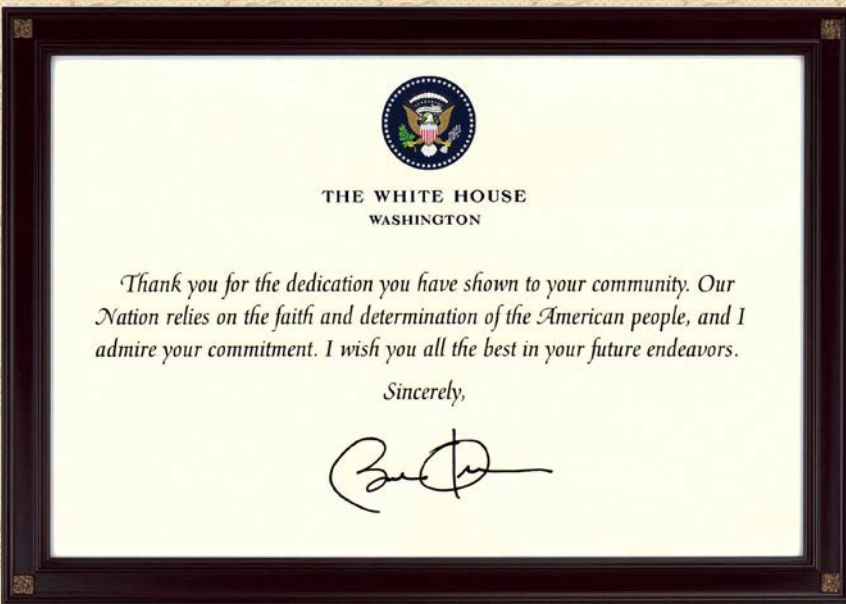 THE WHITE HOUSE
WASHINGTON
Thank you for the dedication you have shown to your community. Our
Nation relies on the faith and determination of the American people, and I
admire your commitment. I wish you all the best in your future endeavors.
Sincerely,